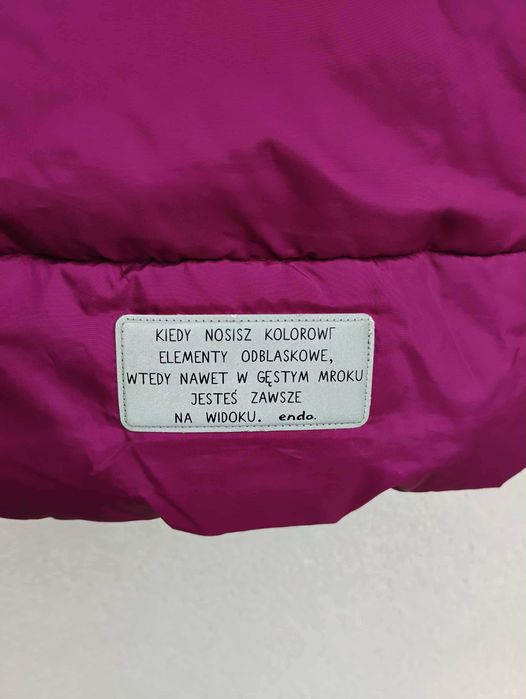 KIEDY NOSISZ KOLOROWE
ELEMENTY ODBLASKOWE,
WTEDY NAWET W GĘSTYM MROKU
JESTEŚ ZAWSZE
NA WIDOKU. endo.